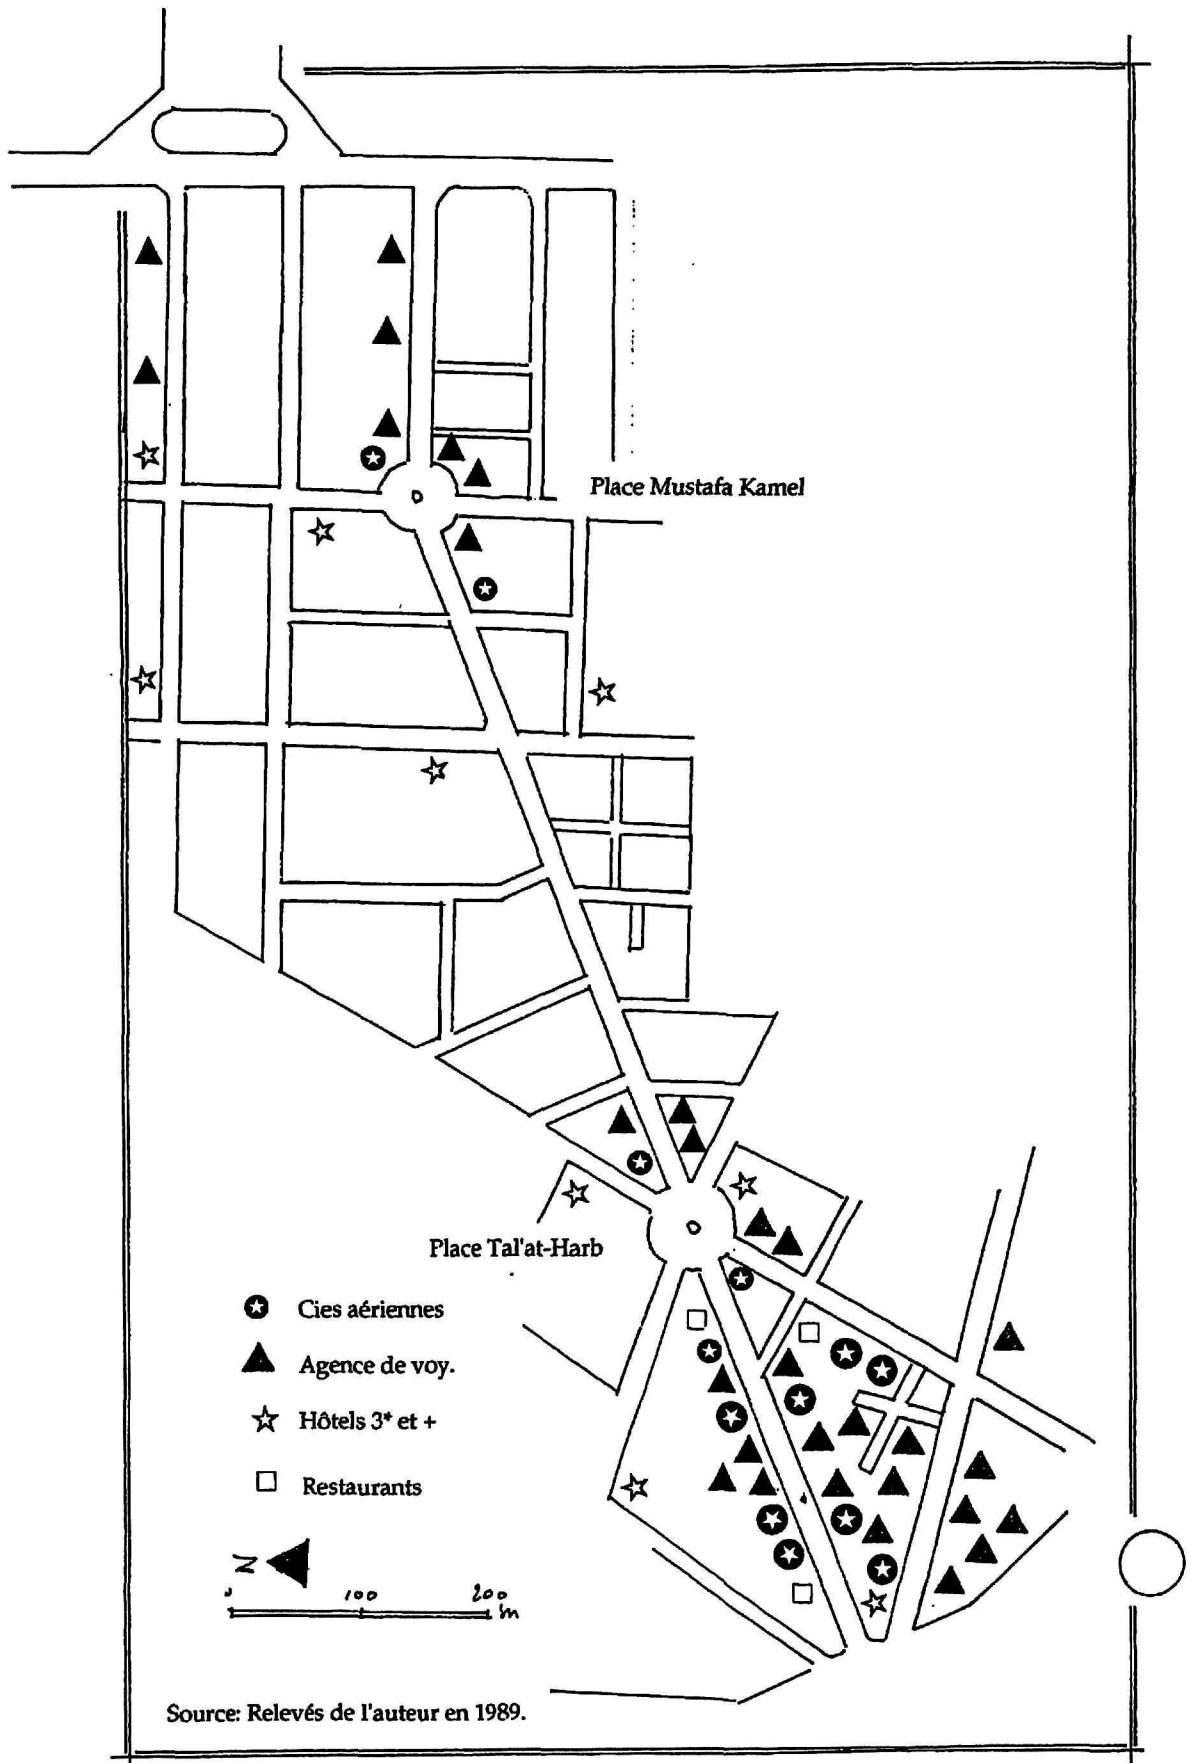 Place Mustafa Kamel
Place Tal'at-Harb
Cies aériennes
Agence de voy.
Hôtels 3* et +
Restaurants
N
0 100 200 m
Source: Relevés de l'auteur en 1989.